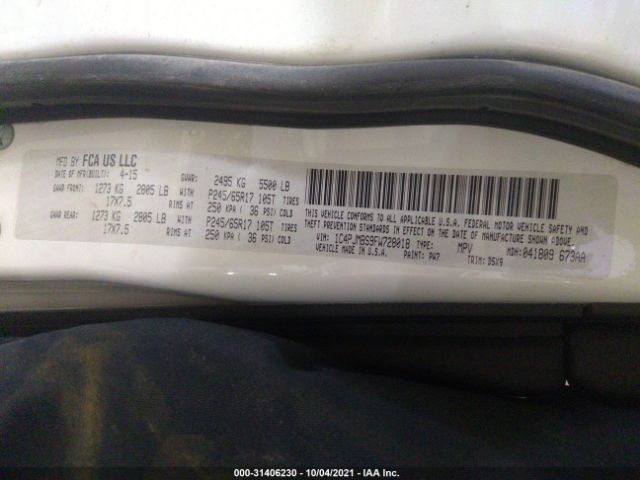 MFD BY FCA US LLC
DATE OF MFR(BUILT): 4-15 GVWR: 2495 KG 5500 LB
GAWR FRONT: 1273 KG 2805 LB WITH P245/65R17 105T TIRES
17X7.5 RIMS AT 250 KPA ( 36 PSI) COLD
GAWR REAR: 1273 KG 2805 LB WITH P245/65R17 105T TIRES
17X7.5 RIMS AT 250 KPA ( 36 PSI) COLD
THIS VEHICLE CONFORMS TO ALL APPLICABLE U.S.A. FEDERAL MOTOR VEHICLE SAFETY AND
THEFT PREVENTION STANDARDS IN EFFECT ON THE DATE OF MANUFACTURE SHOWN ABOVE.
VIN: 1C4PJMBS9FW728018 TYPE: MPV MDH: 041809 673AA
VEHICLE MADE IN U.S.A. PAINT: PW7 TRIM: DSX9
000-31406230 - 10/04/2021 - IAA Inc.